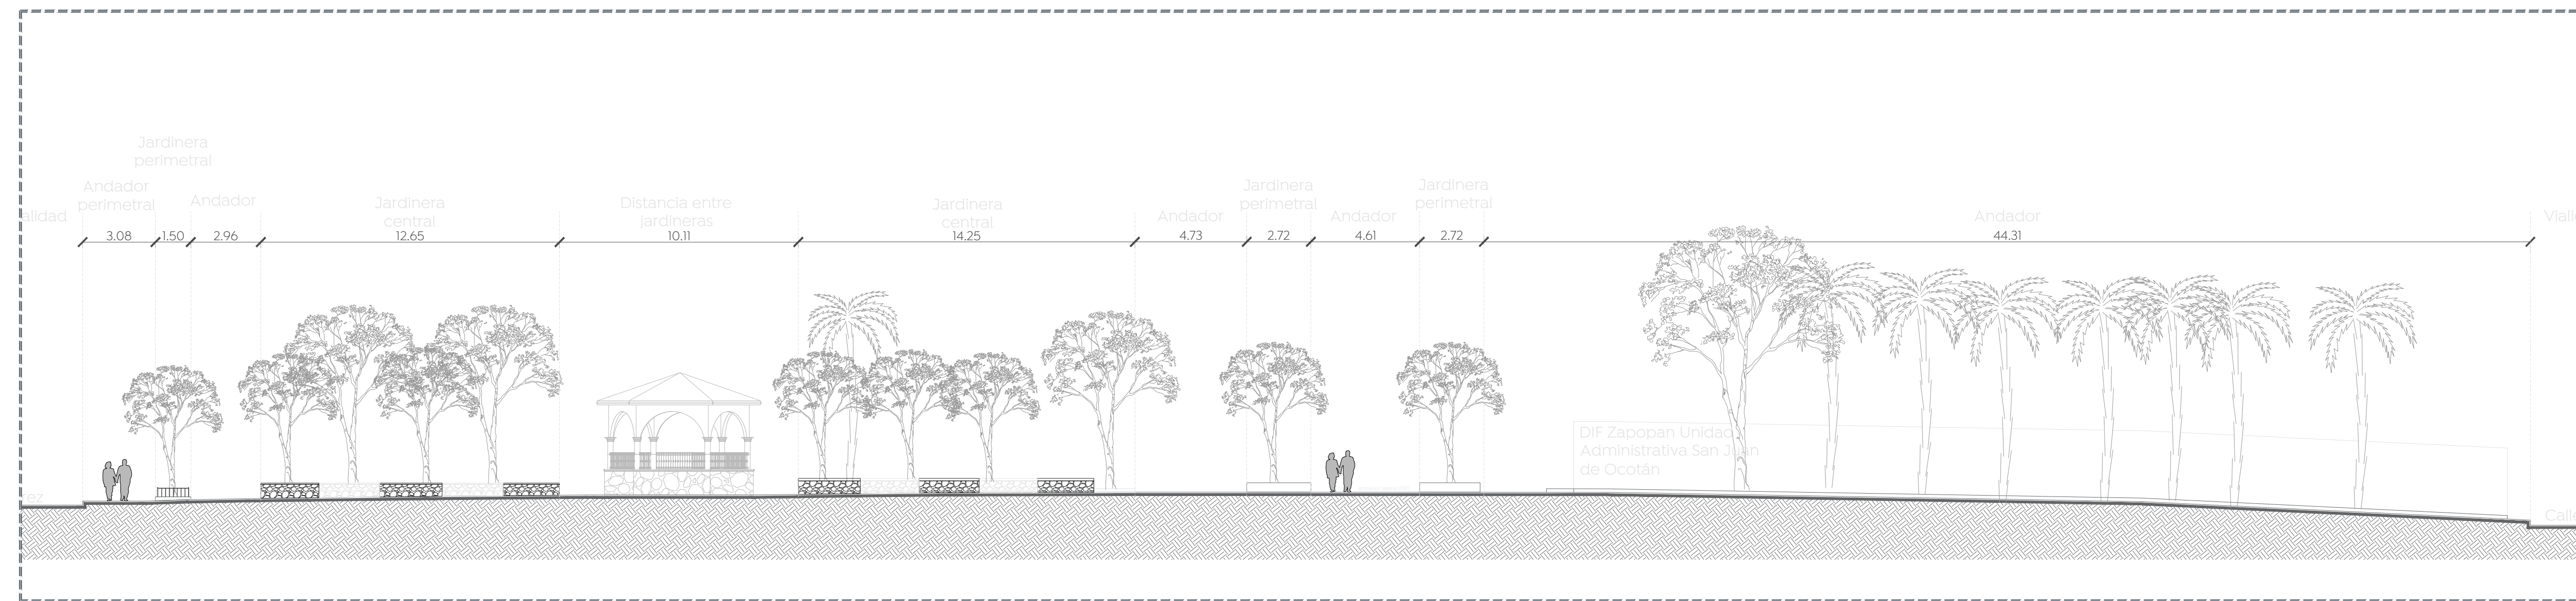 Jardinera
perimetral
Andador
perimetral
Andador
alidad
Jardinera
central
Distancia entre
jardineras
Jardinera
central
Andador
Jardinera
perimetral
Andador
Jardinera
perimetral
Andador
3.08
1.50
2.96
12.65
10.11
14.25
4.73
2.72
4.61
2.72
44.31
DIF Zapopan Unidad
Administrativa San Juan
de Ocotán
Calle